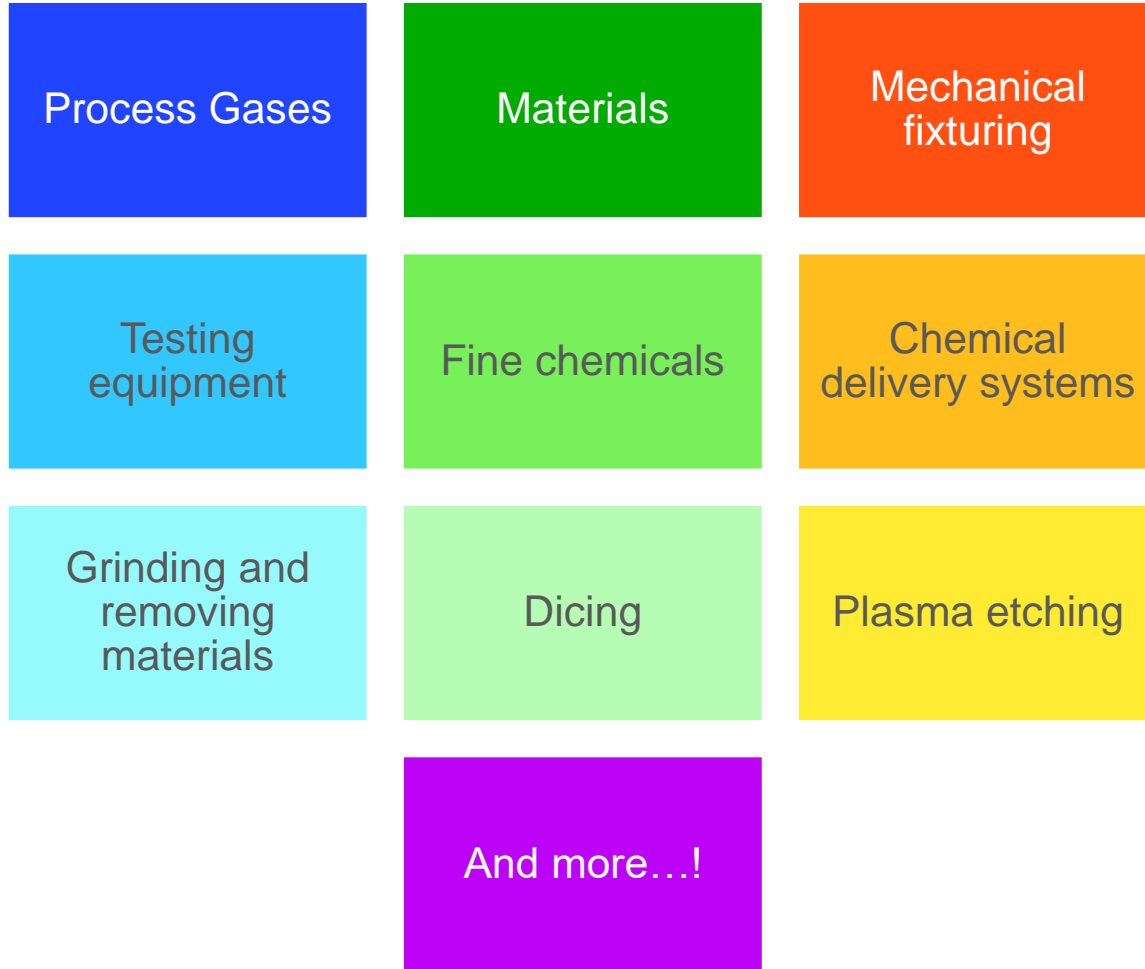 Process Gases
Materials
Mechanical
fixturing
Testing
equipment
Fine chemicals
Chemical
delivery systems
Grinding and
removing
materials
Dicing
Plasma etching
And more…!